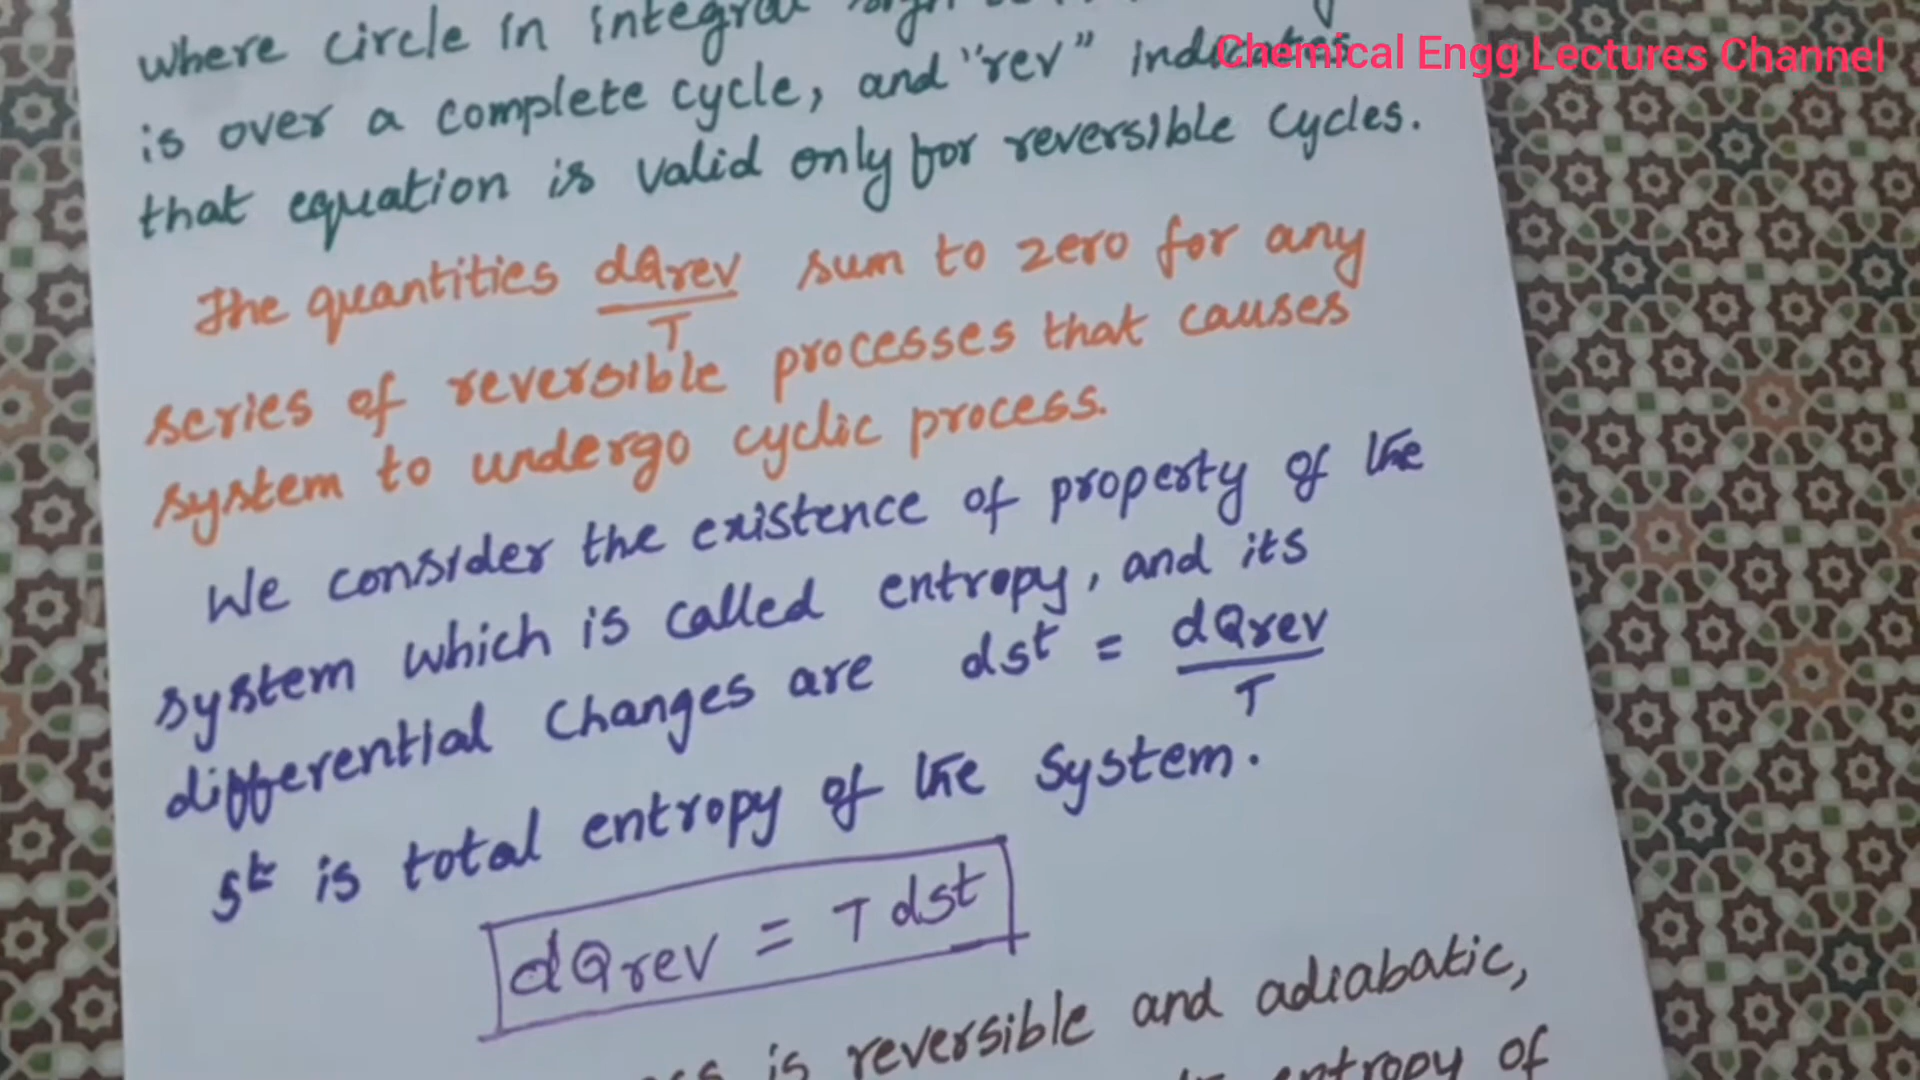 Chemical Engg Lectures Channel
where circle in integral
is over a complete cycle, and "rev" indicates
that equation is valid only for reversible cycles.
The quantities dQrev/T sum to zero for any
series of reversible processes that causes
system to undergo cyclic process.
We consider the existence of property of the
system which is called entropy, and its
differential changes are dst = dQrev/T
St is total entropy of the system.
dQrev = T dst
is reversible and adiabatic,
entropy of